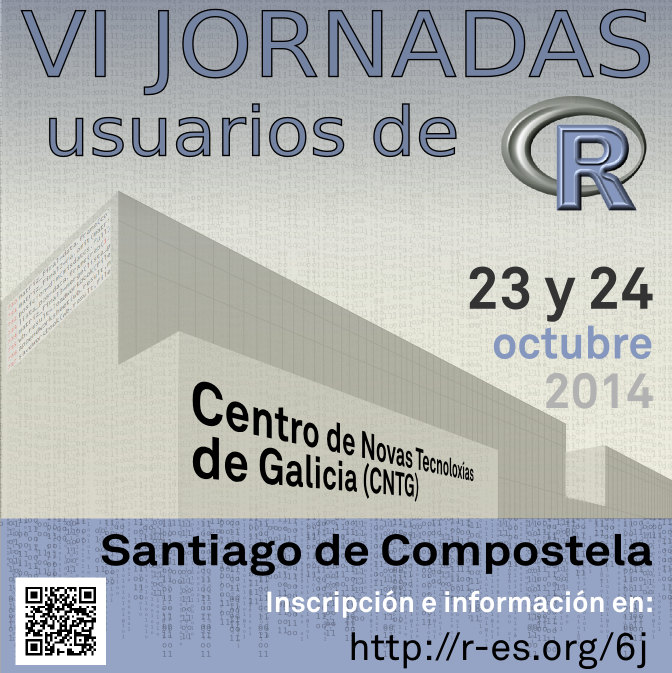 VI JORNADAS
usuarios de R
23 y 24
octubre
2014
Centro de Novas Tecnoloxías
de Galicia (CNTG)
Santiago de Compostela
Inscripción e información en:
http://r-es.org/6j